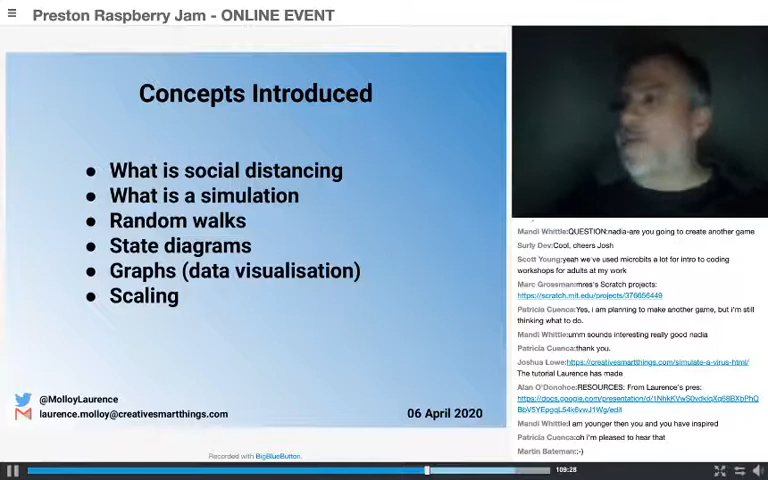 Preston Raspberry Jam - ONLINE EVENT
Concepts Introduced
What is social distancing
What is a simulation
Random walks
State diagrams
Graphs (data visualisation)
Scaling
@MolloyLaurence
laurence.molloy@creativesmartthings.com
06 April 2020
Mandi Whittle:QUESTION:nadia-are you going to create another game
Surly Dev:Cool, cheers Josh
Scott Young:yeah we've used microbits a lot for intro to coding
workshops for adults at my work
Marc Grossman:mres's Scratch projects:
https://scratch.mit.edu/projects/376655449
Patricia Cuenca:Yes, i am planning to make another game, but i'm still
thinking what to do.
Mandi Whittle:umm sounds interesting really good nadia
Patricia Cuenca:thank you.
Joshua Lowe:https://creativesmartthings.com/simulate-a-virus-html/
The tutorial Laurence has made
Alan O'Donohoe:RESOURCES: From Laurence's pres:
Mandi Whittle:I am younger then you and you have inspired
Patricia Cuenca:oh i'm pleased to hear that
Martin Bateman:;-)
Recorded with BigBlueButton.
109:28